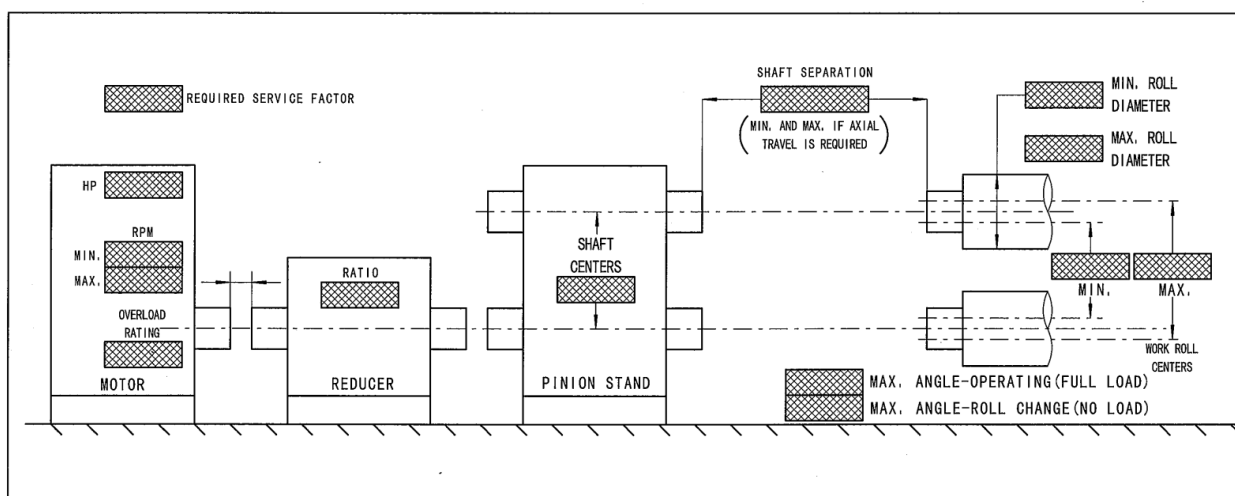 REQUIRED SERVICE FACTOR
SHAFT SEPARATION
(MIN. AND MAX. IF AXIAL
TRAVEL IS REQUIRED)
MIN. ROLL
DIAMETER
MAX. ROLL
DIAMETER
HP
RPM
MIN.
MAX.
OVERLOAD
RATING
MOTOR
RATIO
REDUCER
SHAFT
CENTERS
PINION STAND
MIN.
MAX.
WORK ROLL
CENTERS
MAX. ANGLE-OPERATING(FULL LOAD)
MAX. ANGLE-ROLL CHANGE(NO LOAD)